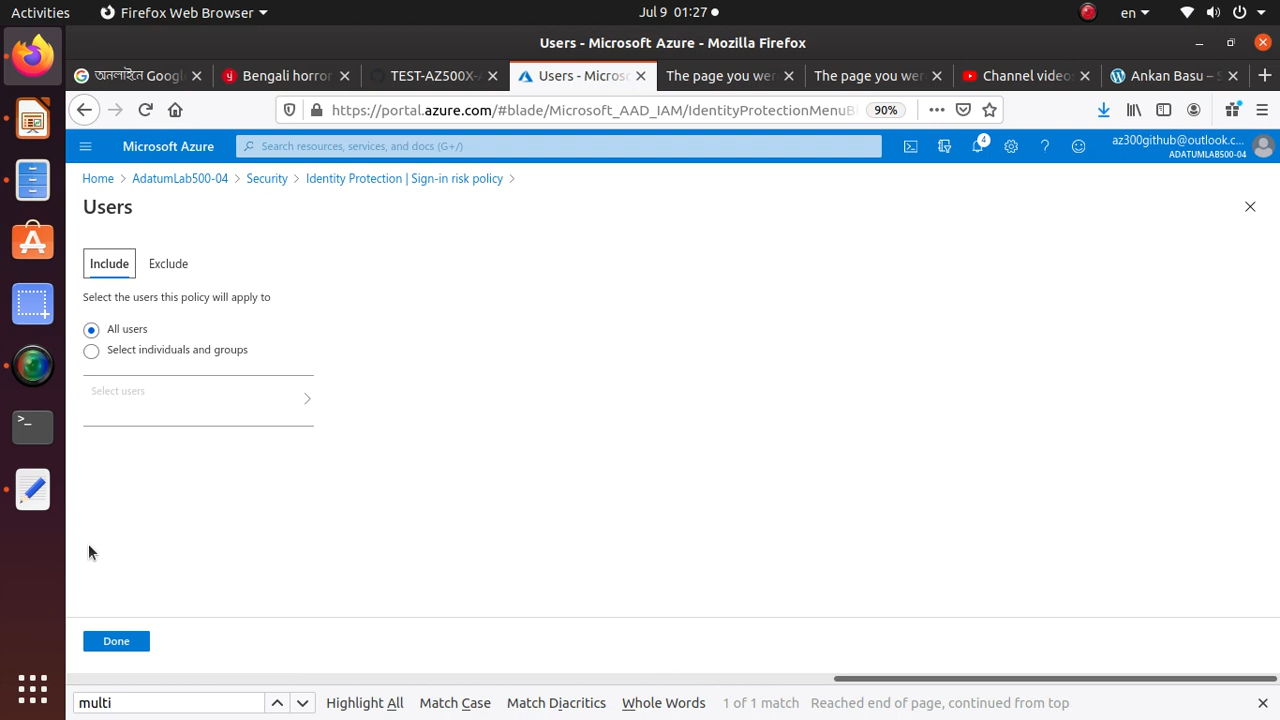 Activities Firefox Web Browser Jul 9 01:27 en
Users - Microsoft Azure - Mozilla Firefox
অনলাইনে Googl Bengali horror TEST-AZ500X- Users - Micros The page you wer The page you wer Channel video Ankan Basu –
https://portal.azure.com/#blade/Microsoft_AAD_IAM/IdentityProtectionMenuBl 90%
Microsoft Azure Search resources, services, and docs (G+/) 4 az300github@outlook.c...
ADATUMLAB500-04
Home > AdatumLab500-04 > Security > Identity Protection | Sign-in risk policy >
Users
Include Exclude
Select the users this policy will apply to
All users
Select individuals and groups
Select users
Done
multi Highlight All Match Case Match Diacritics Whole Words 1 of 1 match Reached end of page, continued from top